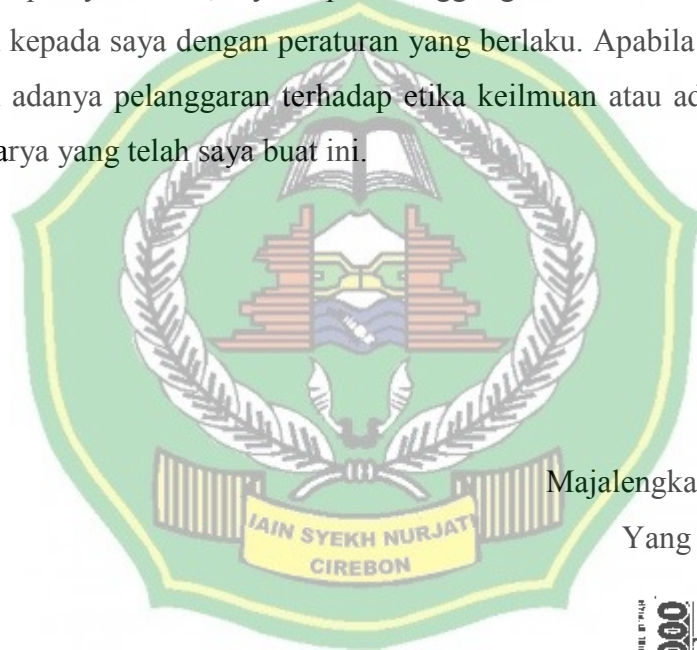 kepada saya dengan peraturan yang berlaku. Apabila
adanya pelanggaran terhadap etika keilmuan atau ad
arya yang telah saya buat ini.
Majalengka
Yang
IAIN SYEKH NURJATI
CIREBON
000